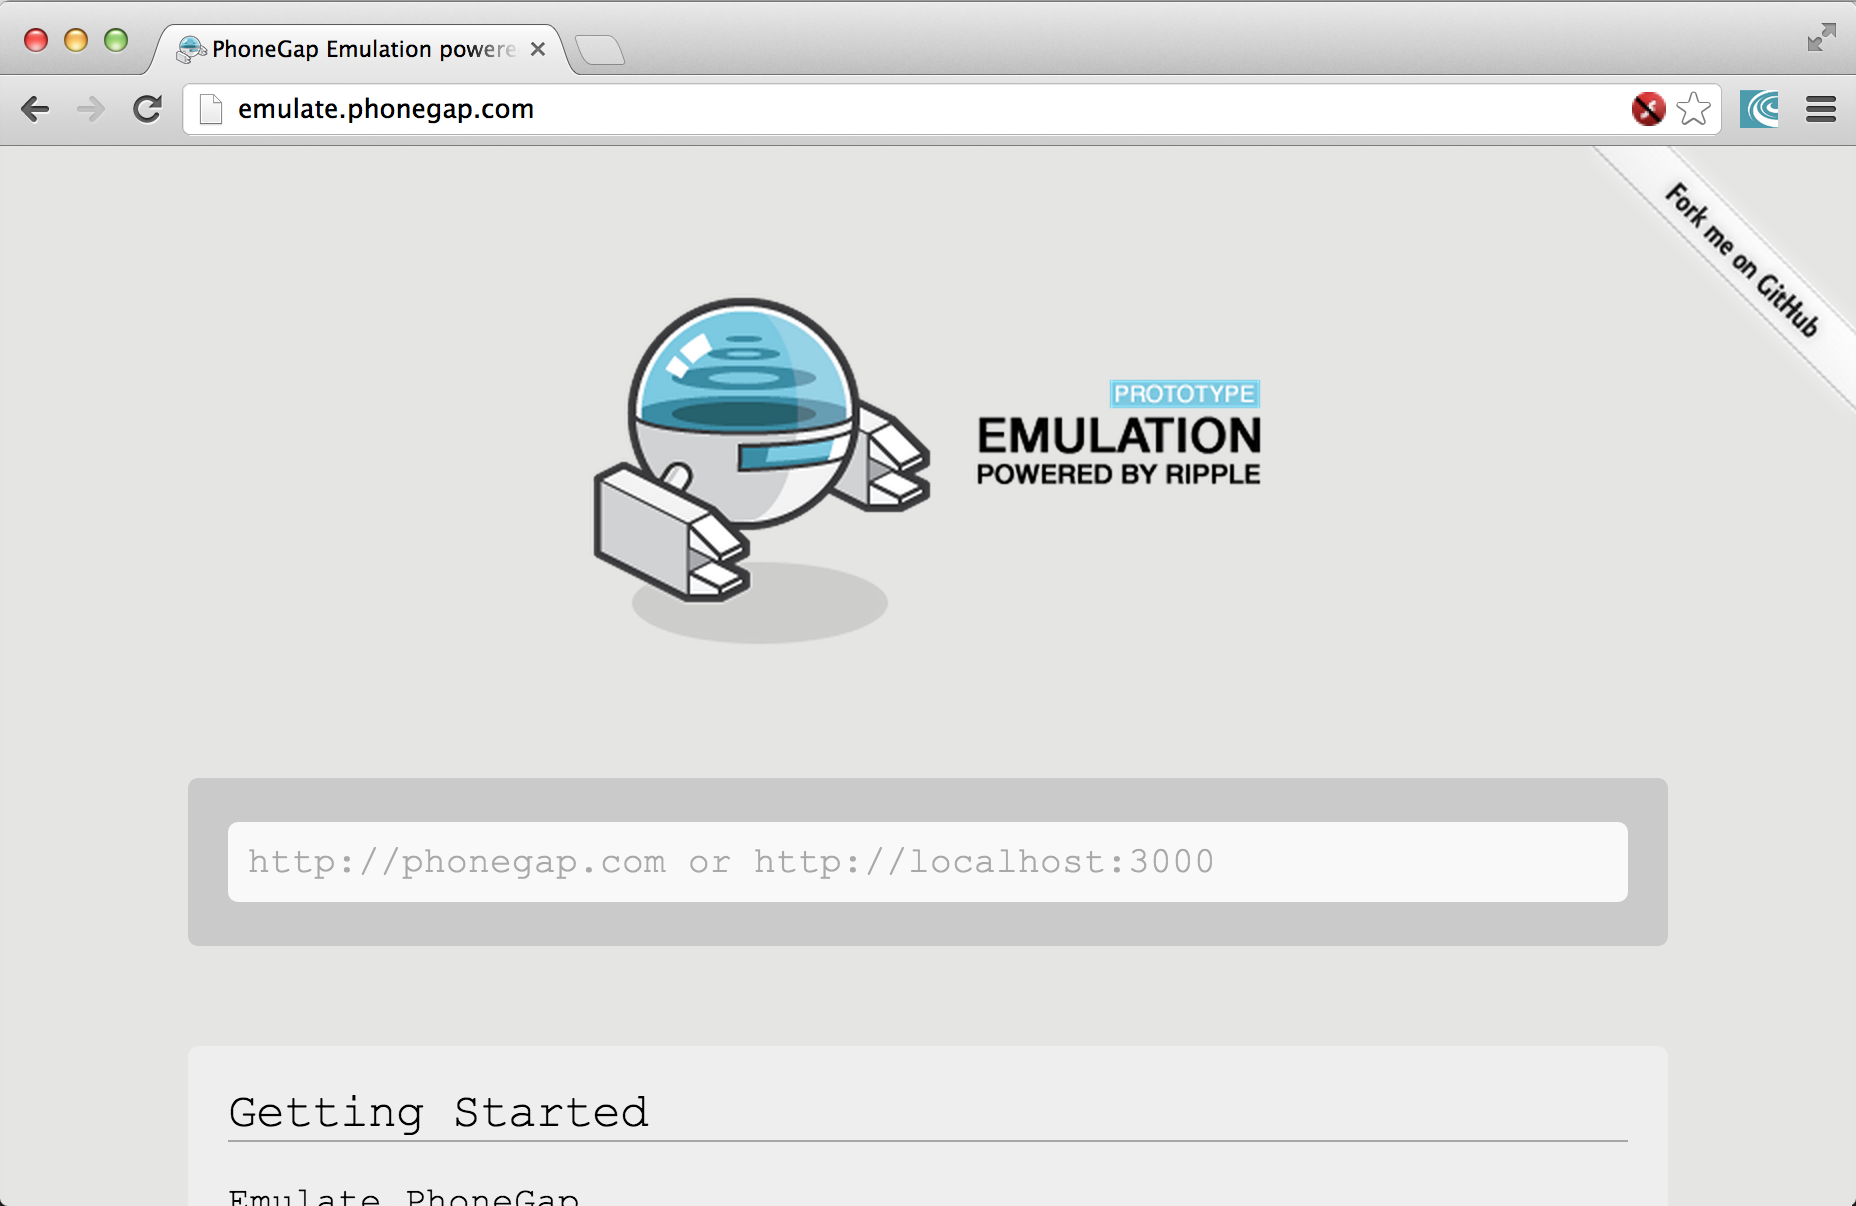 PhoneGap Emulation powere
emulate.phonegap.com
Fork me on GitHub
PROTOTYPE
EMULATION
POWERED BY RIPPLE
http://phonegap.com or http://localhost:3000
Getting Started
Emulate PhoneGap